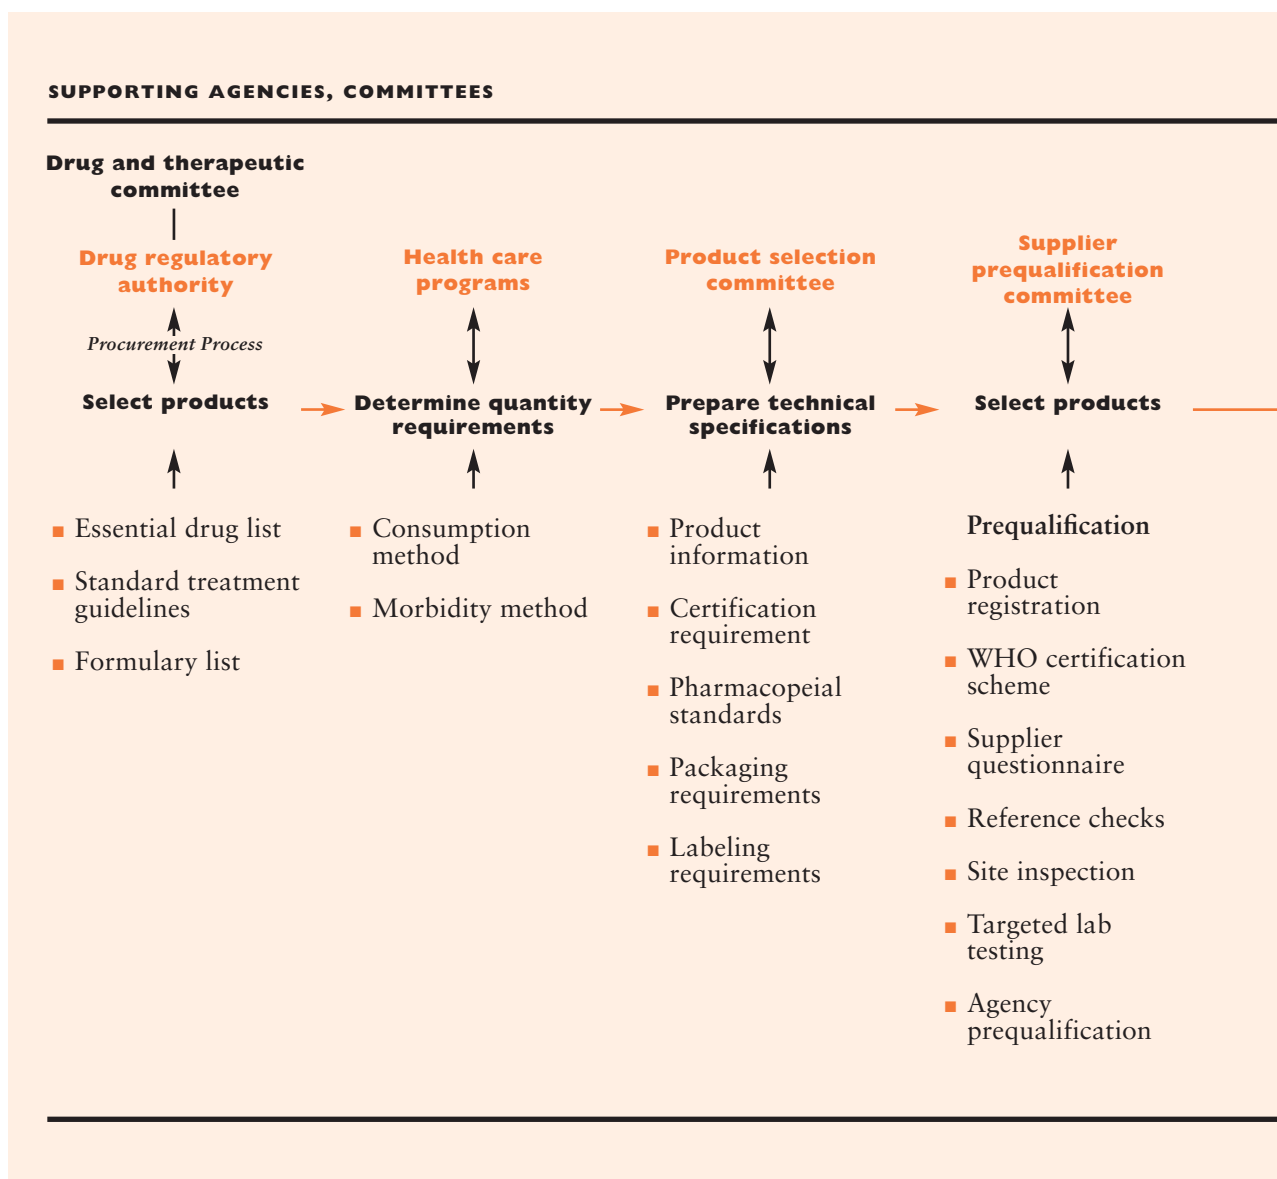 SUPPORTING AGENCIES, COMMITTEES
Drug and therapeutic
committee
Drug regulatory
authority
Procurement Process
Select products
Essential drug list
Standard treatment
guidelines
Formulary list
Health care
programs
Determine quantity
requirements
Consumption
method
Morbidity method
Product selection
committee
Prepare technical
specifications
Product
information
Certification
requirement
Pharmacopeial
standards
Packaging
requirements
Labeling
requirements
Supplier
prequalification
committee
Select products
Prequalification
Product
registration
WHO certification
scheme
Supplier
questionnaire
Reference checks
Site inspection
Targeted lab
testing
Agency
prequalification